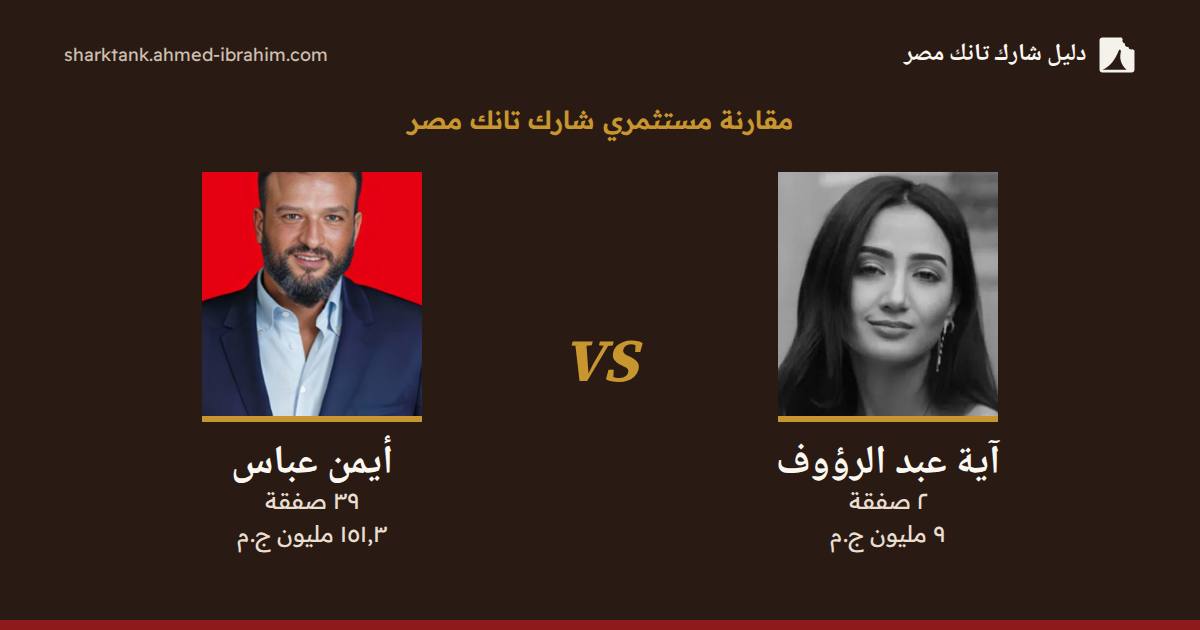 دليل شارك تانك مصر
sharktank.ahmed-ibrahim.com
مقارنة مستثمري شارك تانك مصر
آية عبد الرؤوف
٢ صفقة
٩ مليون ج.م
VS
أيمن عباس
٣٩ صفقة
١٥١,٣ مليون ج.م